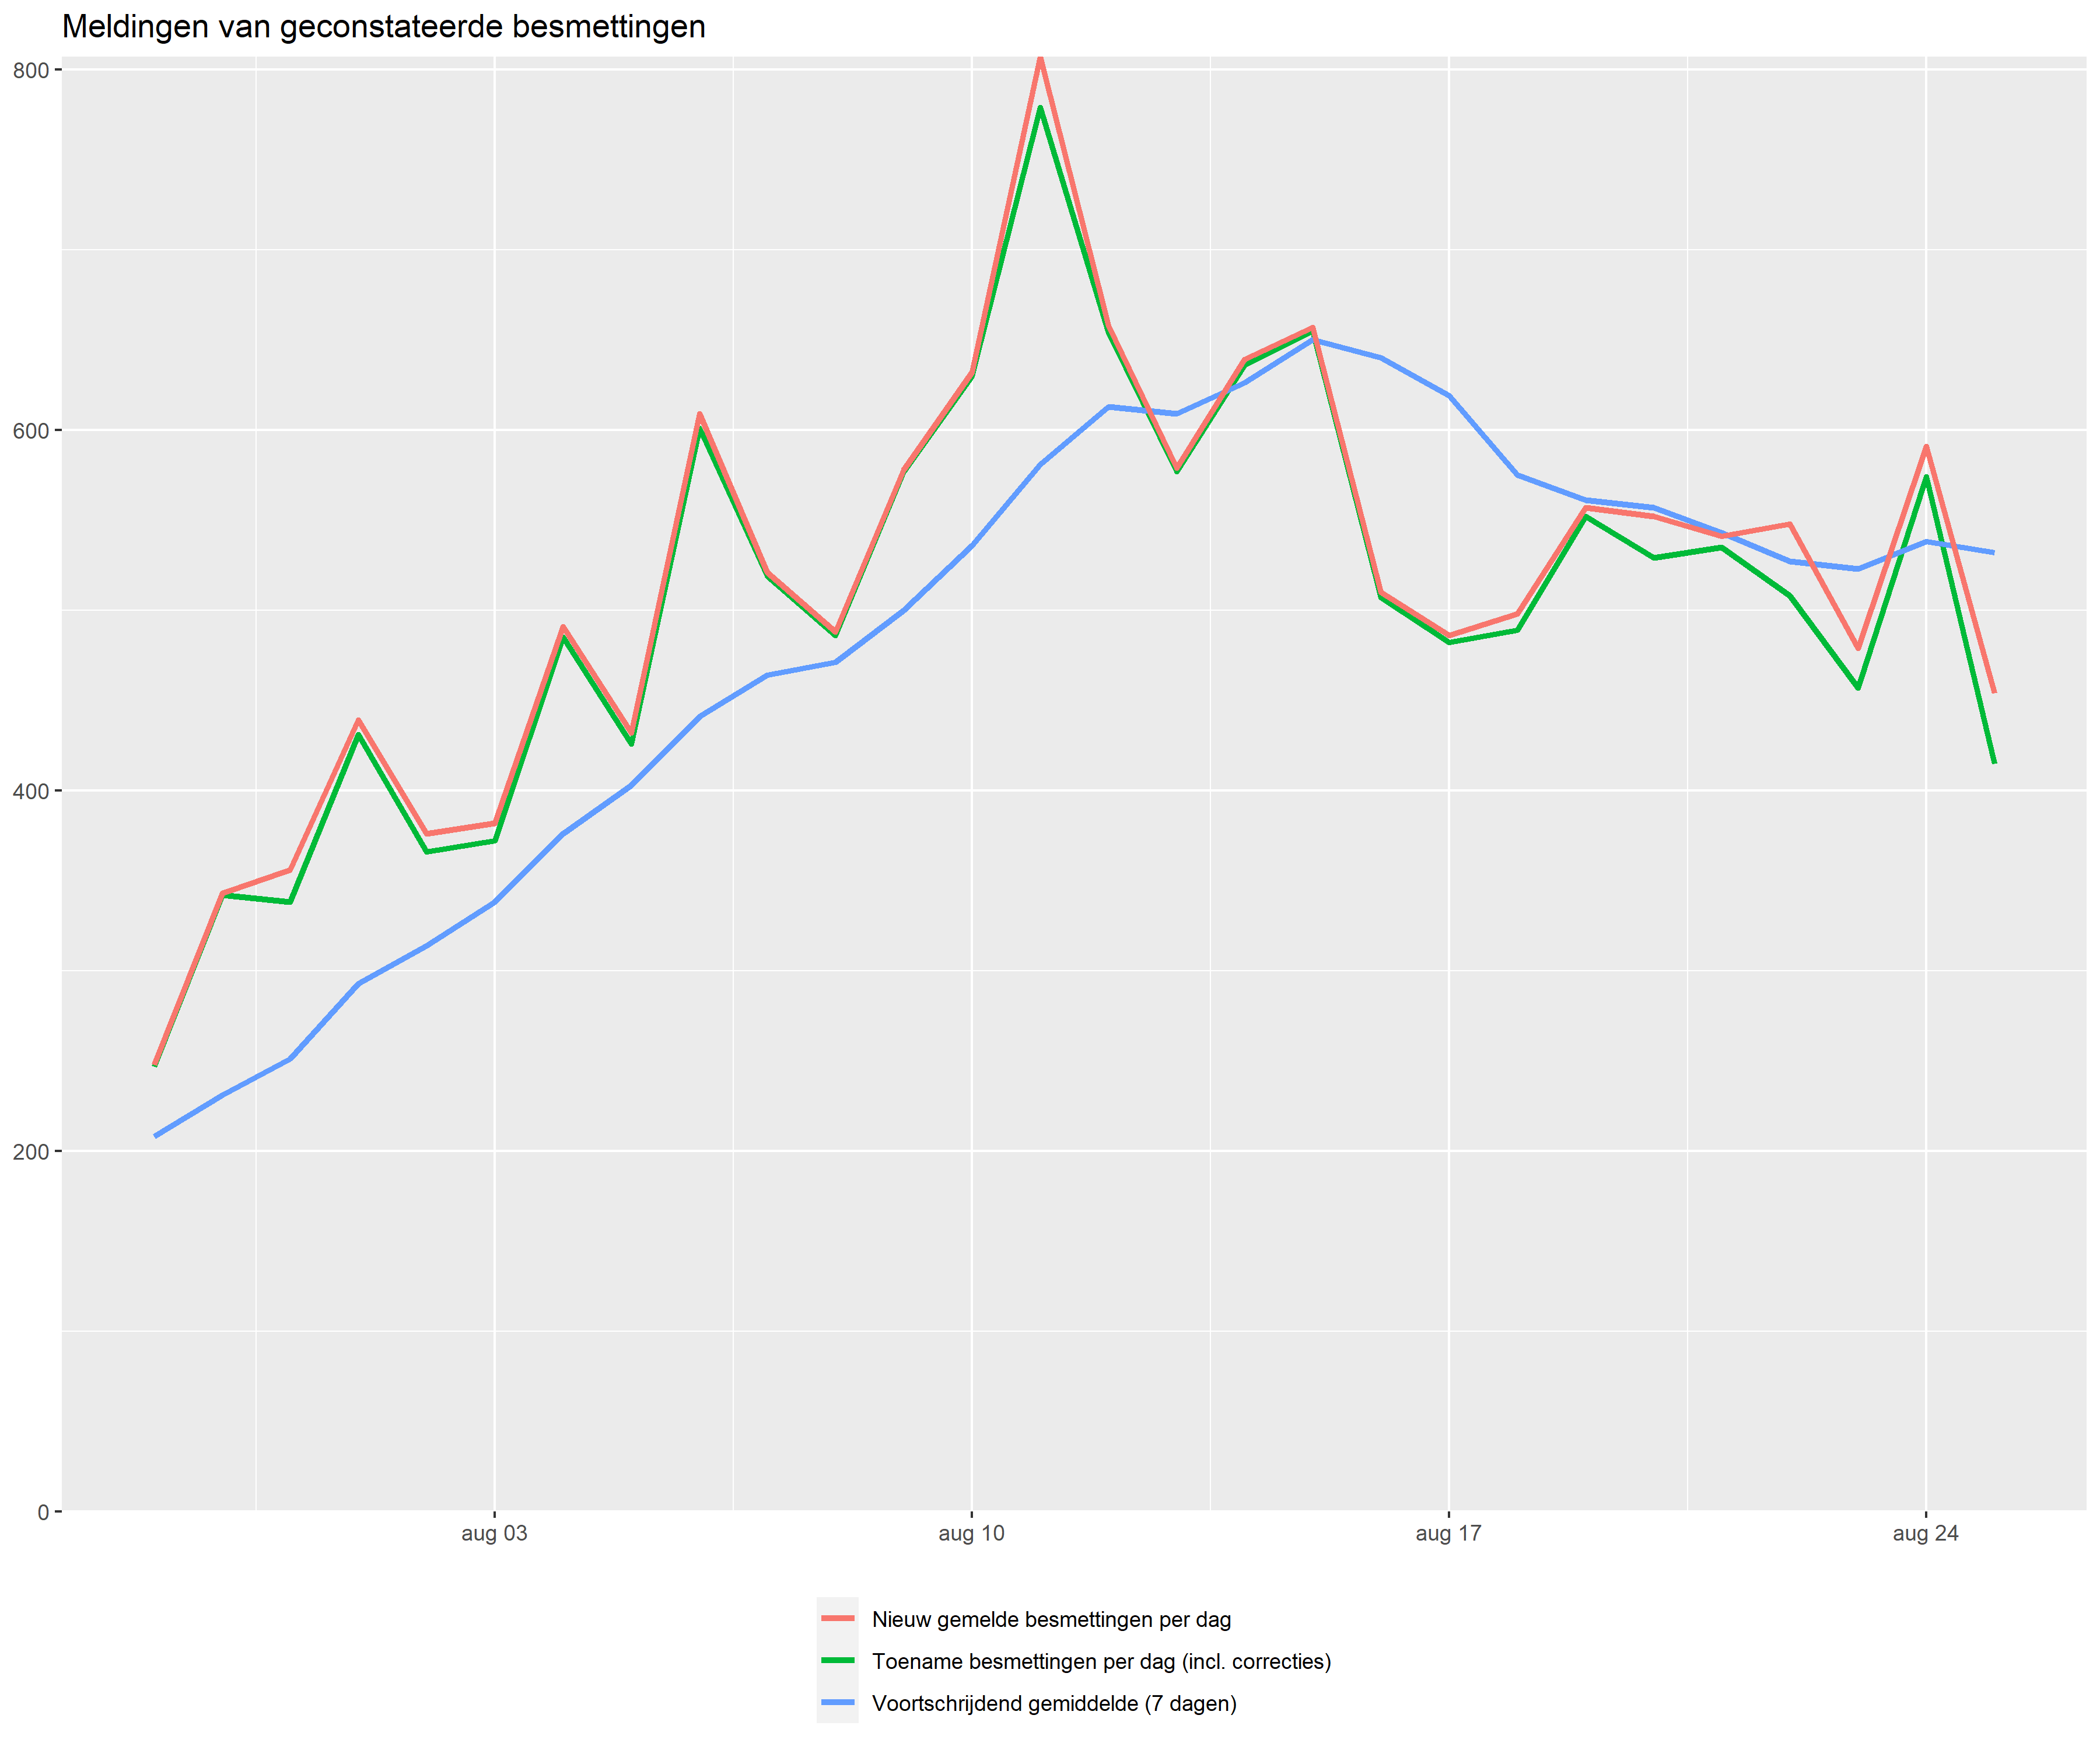 Meldingen van geconstateerde besmettingen
800
600
400
200
0
aug 03 aug 10 aug 17 aug 24
Nieuw gemelde besmettingen per dag
Toename besmettingen per dag (incl. correcties)
Voortschrijdend gemiddelde (7 dagen)